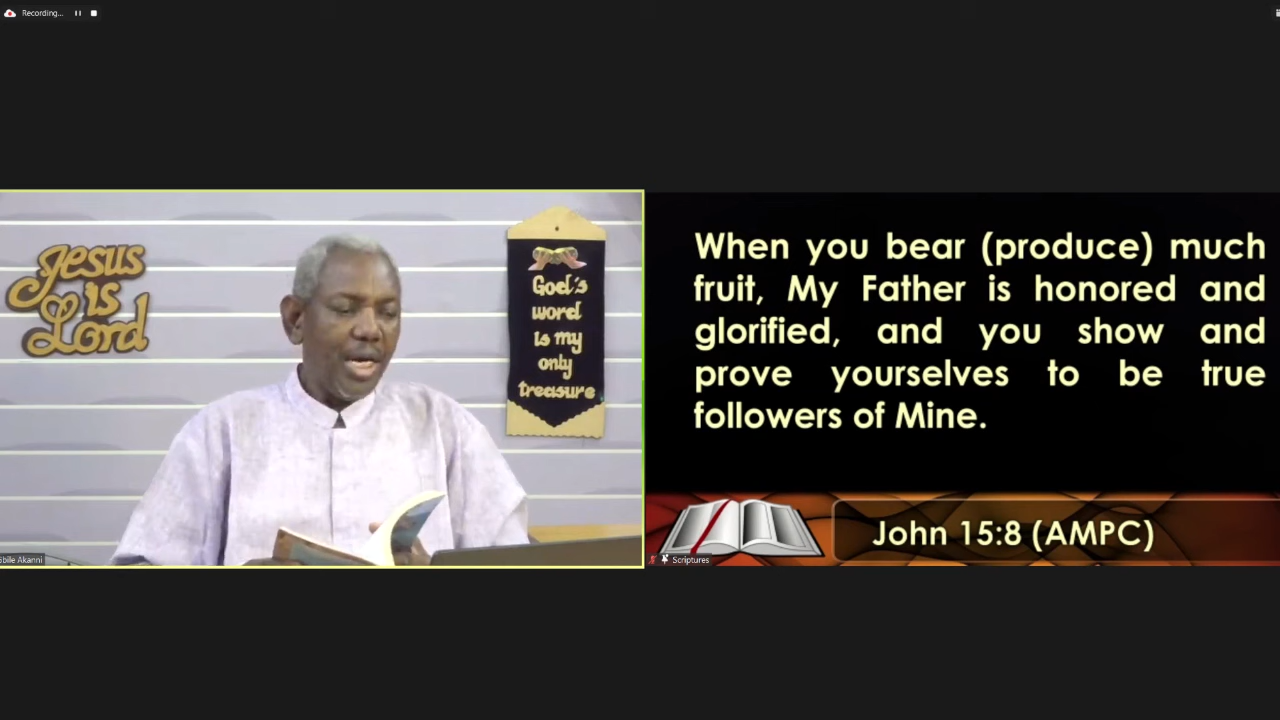 Recording...
Jesus
is
Lord
God's
word
is my
only
treasure
bile Akanni
When you bear (produce) much
fruit, My Father is honored and
glorified, and you show and
prove yourselves to be true
followers of Mine.
John 15:8 (AMPC)
Scriptures